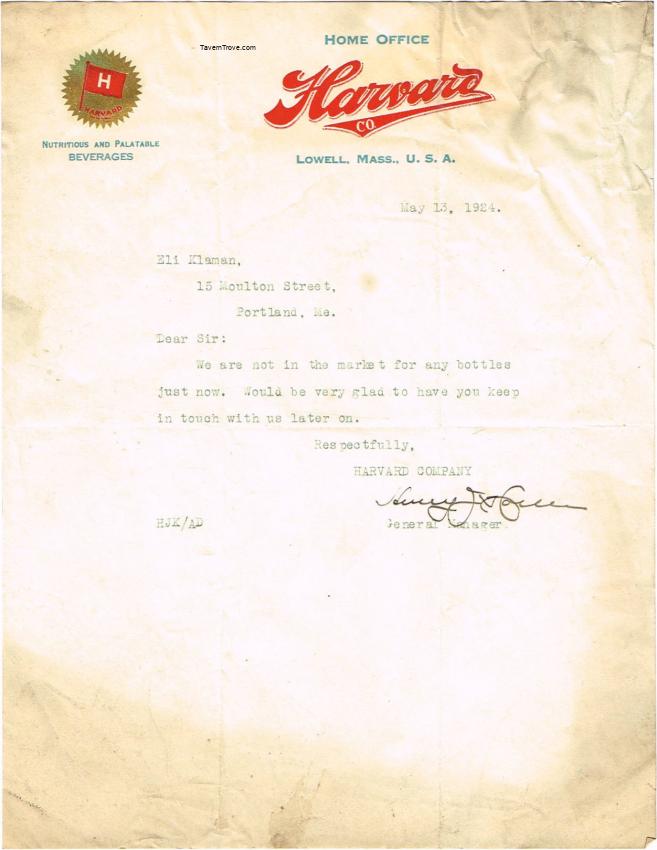 TavernTrove.com
HOME OFFICE
H
HARVARD
Harvard
CO.
NUTRITIOUS AND PALATABLE
BEVERAGES
LOWELL, MASS., U. S. A.
May 13, 1924.
Eli Klaman,
15 Moulton Street,
Portland, Me.
Dear Sir:
We are not in the market for any bottles
just now. Would be very glad to have you keep
in touch with us later on.
Respectfully,
HARVARD COMPANY
Henry J
HJK/AD
General Manager.